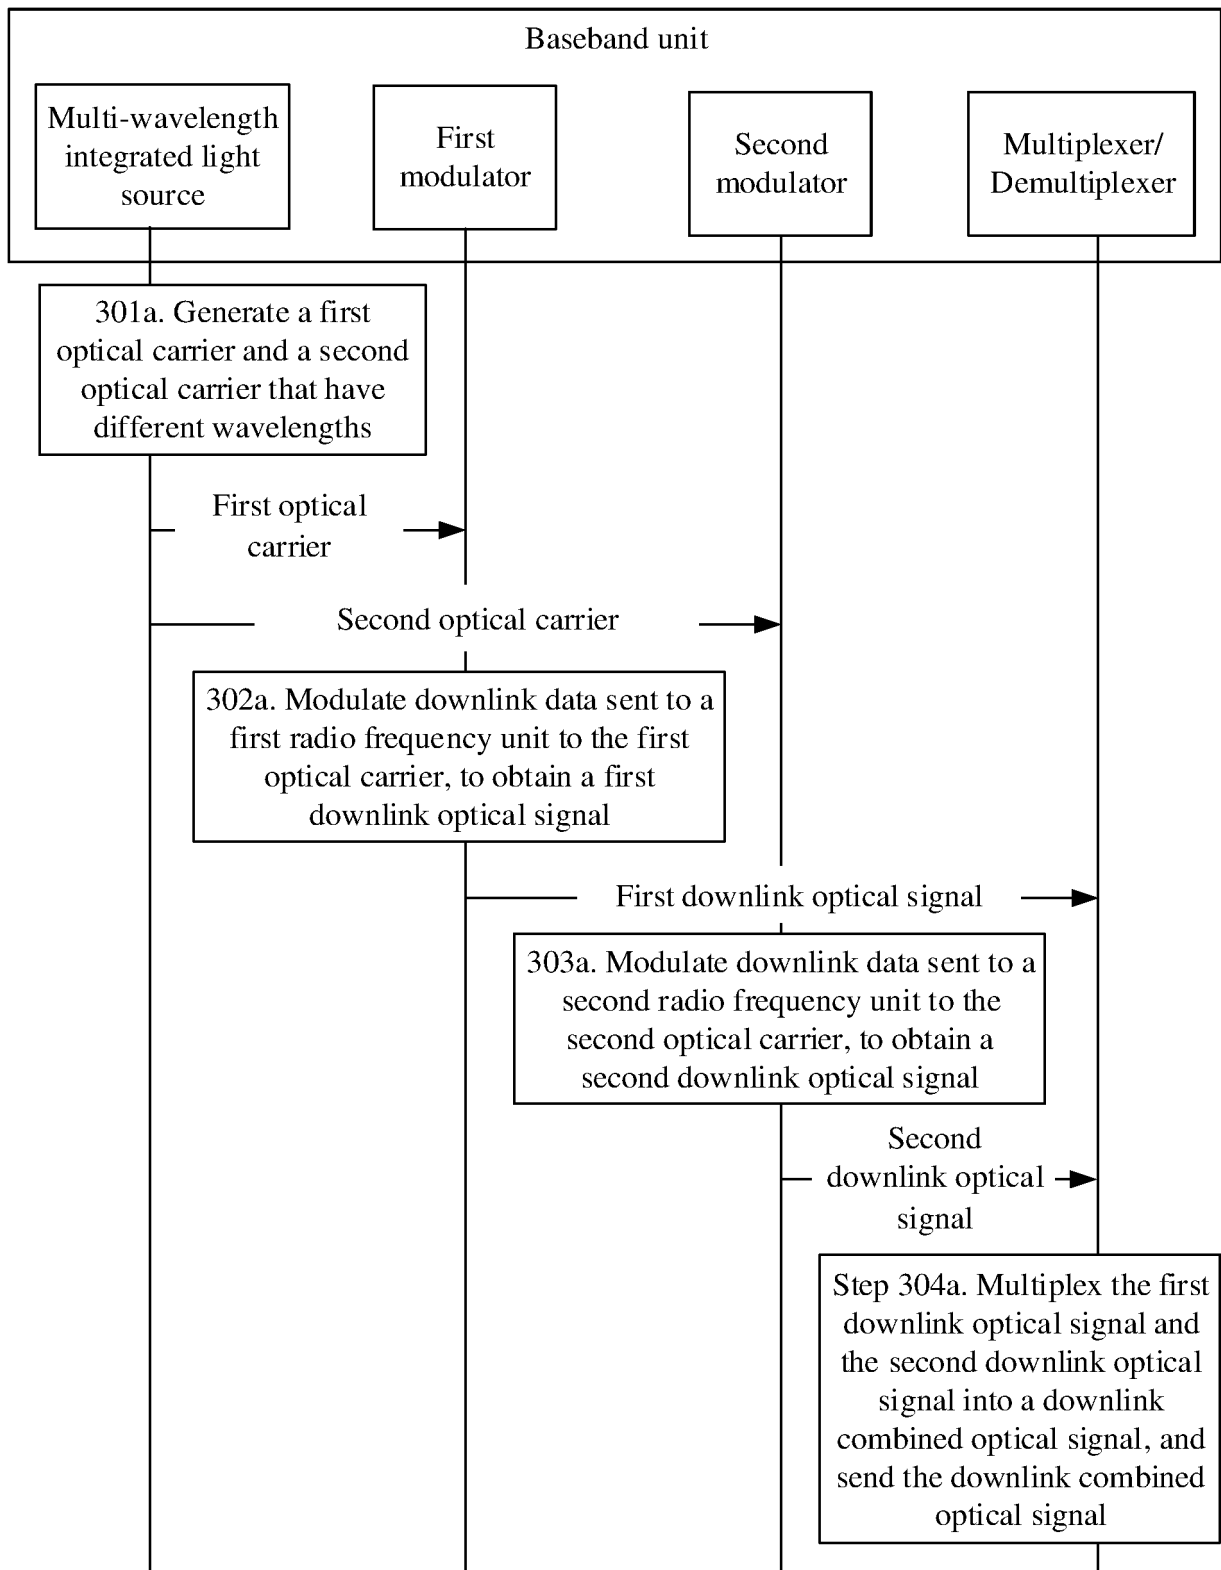 Baseband unit
Multi-wavelength
integrated light
source
First
modulator
Second
modulator
Multiplexer/
Demultiplexer
301a. Generate a first
optical carrier and a second
optical carrier that have
different wavelengths
First optical
carrier
Second optical carrier
302a. Modulate downlink data sent to a
first radio frequency unit to the first
optical carrier, to obtain a first
downlink optical signal
First downlink optical signal
303a. Modulate downlink data sent to a
second radio frequency unit to the
second optical carrier, to obtain a
second downlink optical signal
Second
downlink optical
signal
Step 304a. Multiplex the first
downlink optical signal and
the second downlink optical
signal into a downlink
combined optical signal, and
send the downlink combined
optical signal